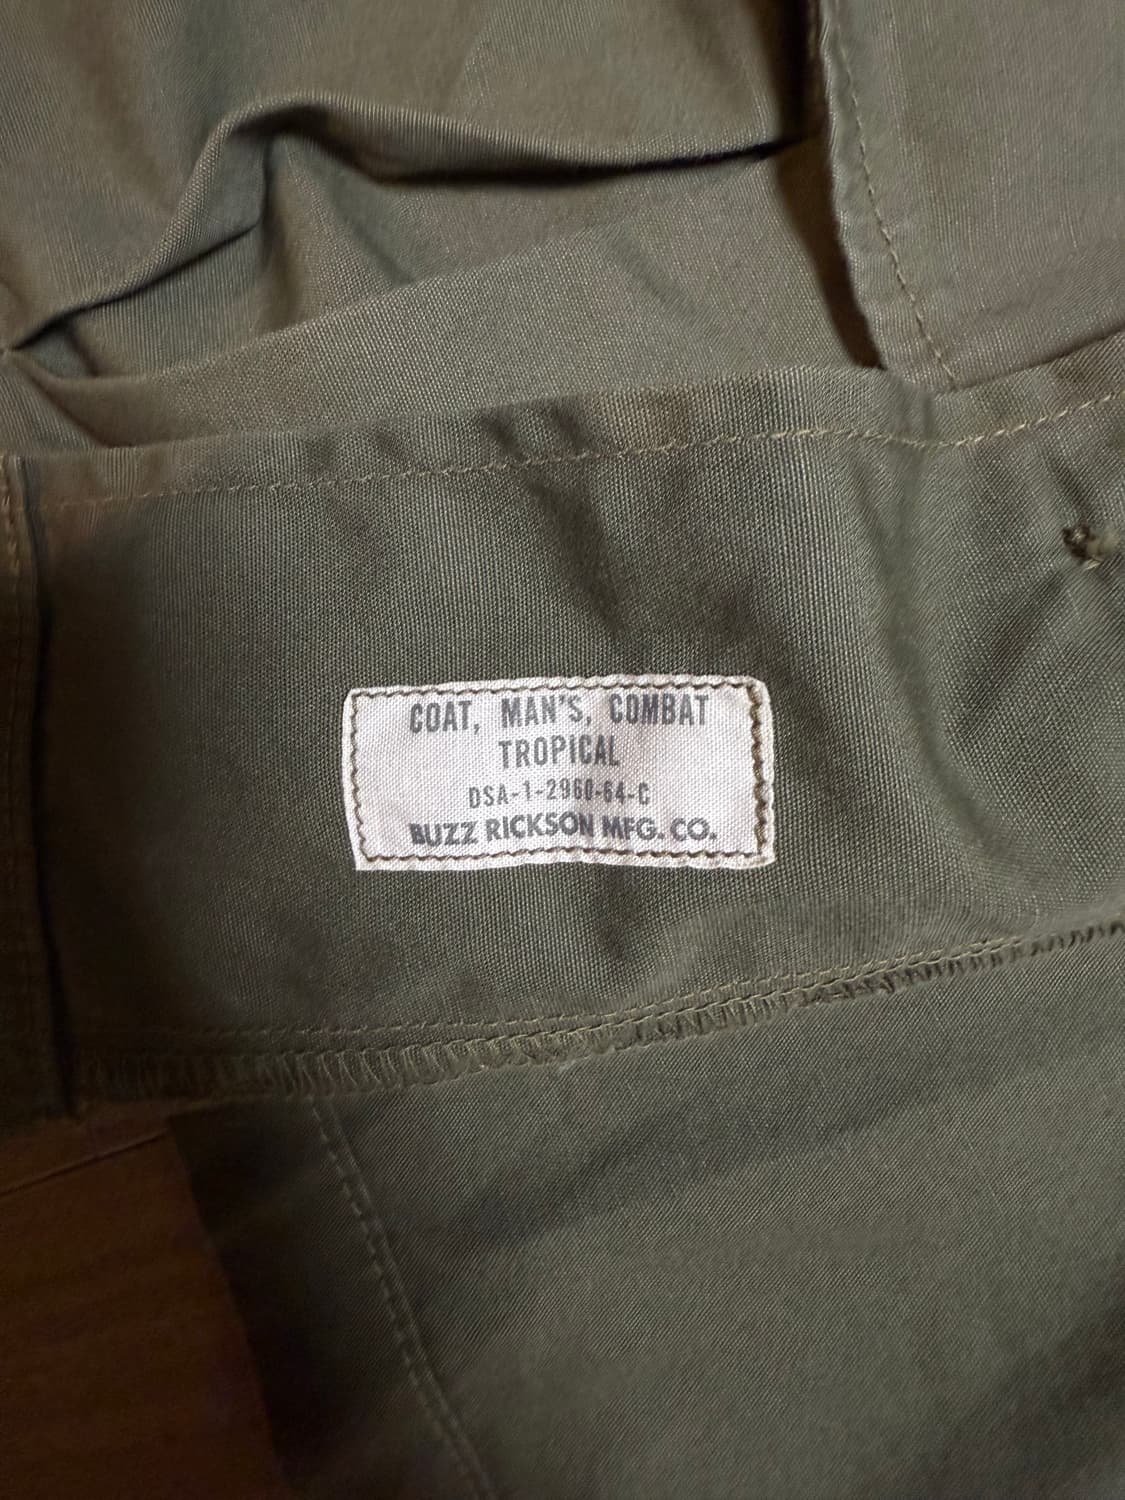 COAT, MAN'S, COMBAT
TROPICAL
DSA-1-2960-64-C
BUZZ RICKSON MFG. CO.